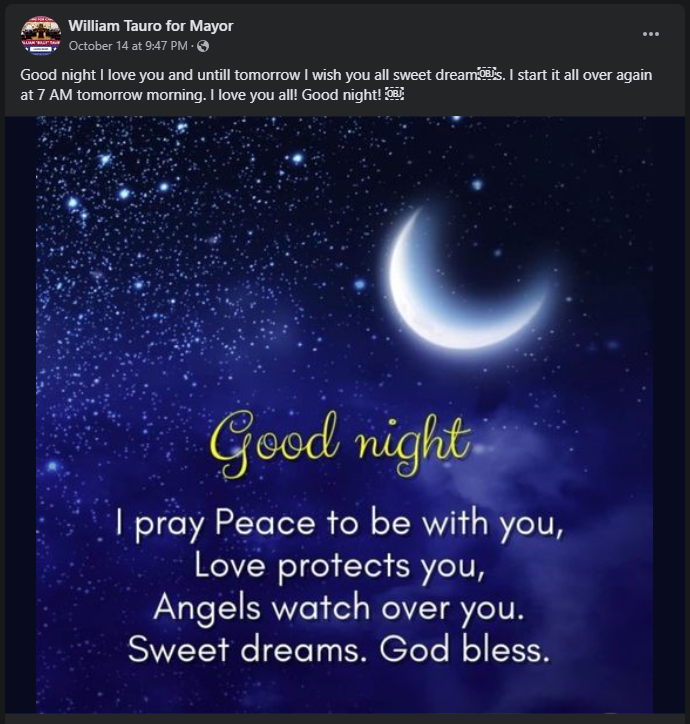 William Tauro for Mayor
October 14 at 9:47 PM ·
Good night I love you and untill tomorrow I wish you all sweet dream￼s. I start it all over again
at 7 AM tomorrow morning. I love you all! Good night! ￼
Good night
I pray Peace to be with you,
Love protects you,
Angels watch over you.
Sweet dreams. God bless.